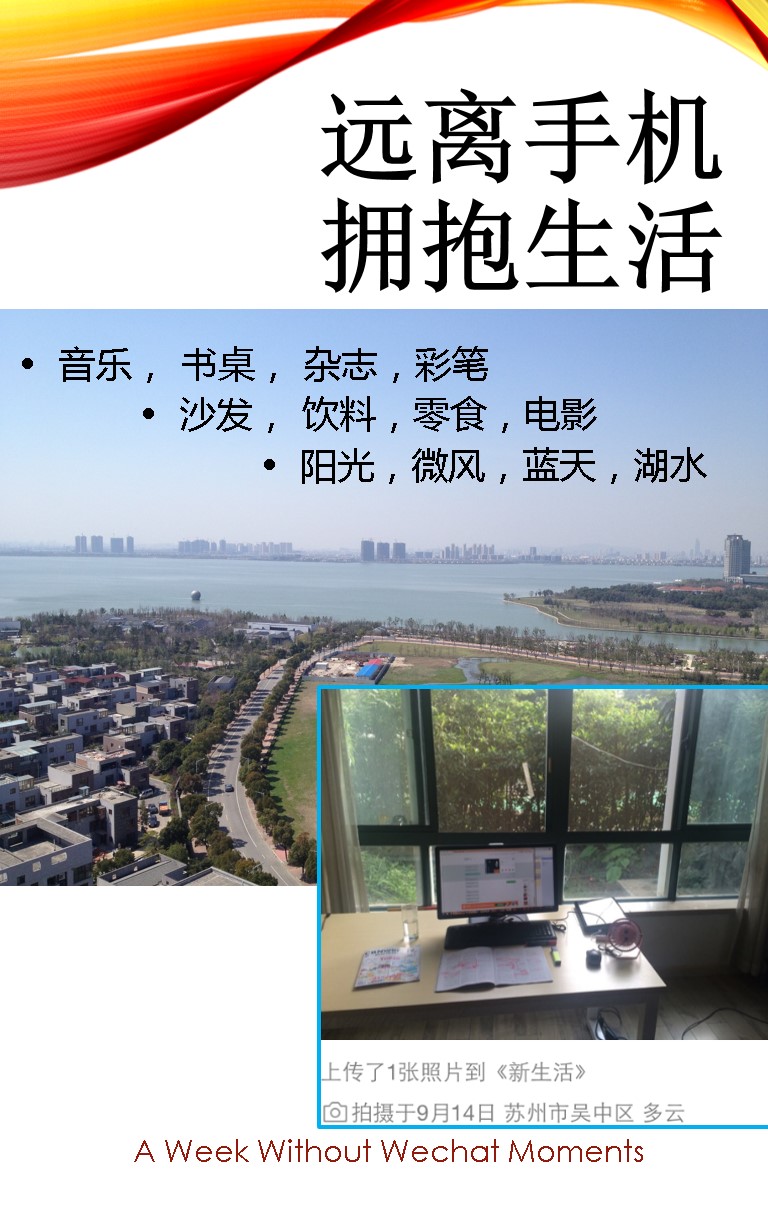 远离手机
拥抱生活
• 音乐， 书桌， 杂志，彩笔
• 沙发， 饮料，零食，电影
• 阳光，微风，蓝天，湖水
上传了1张照片到《新生活》
拍摄于9月14日 苏州市吴中区 多云
A Week Without Wechat Moments